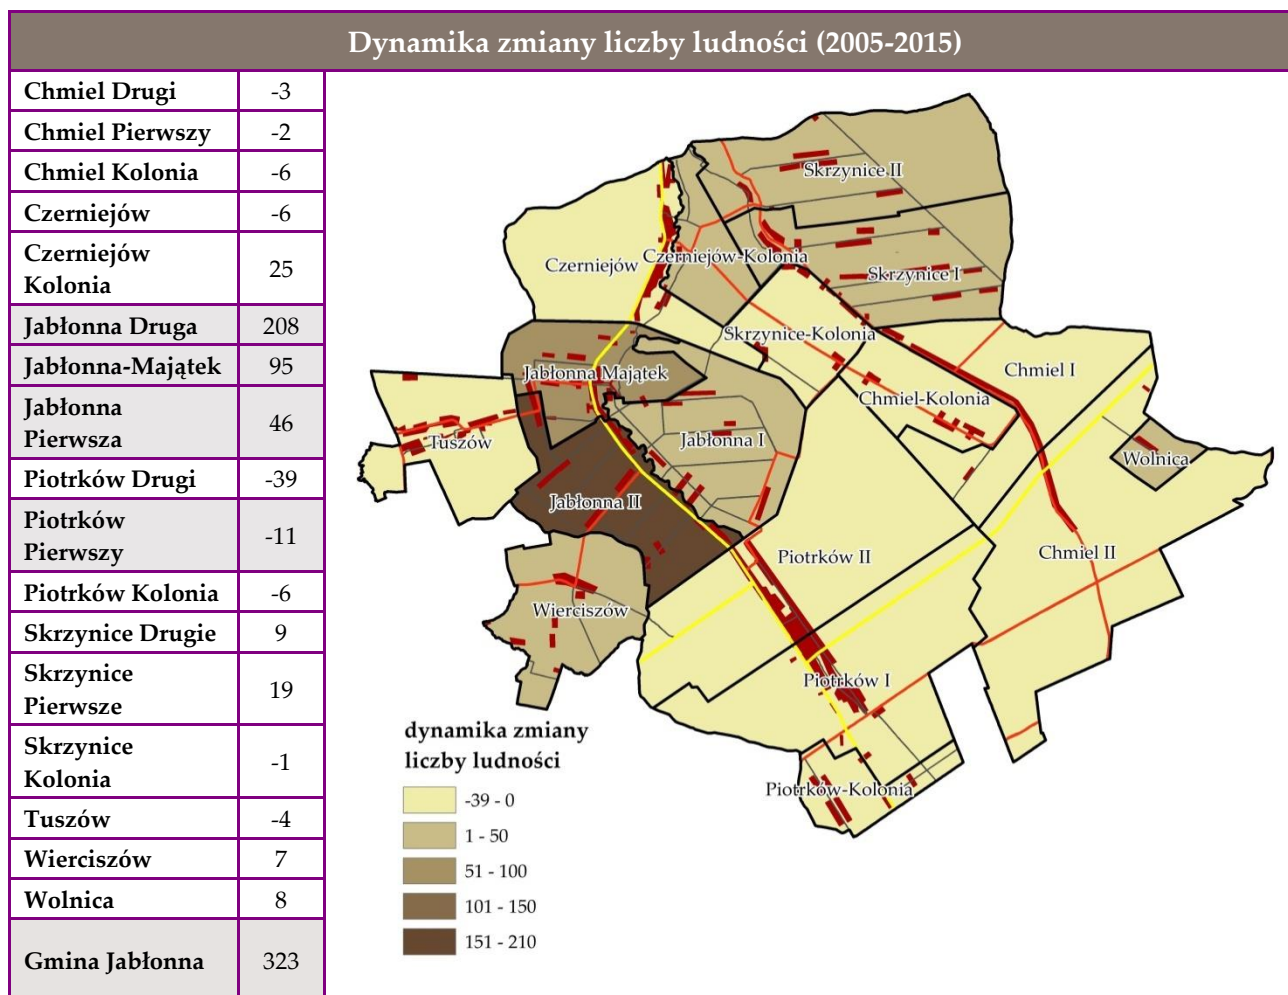 Dynamika zmiany liczby ludności (2005-2015)
Chmiel Drugi -3
Chmiel Pierwszy -2
Chmiel Kolonia -6
Czerniejów -6
Czerniejów
Kolonia 25
Jabłonna Druga 208
Jabłonna-Majątek 95
Jabłonna
Pierwsza 46
Piotrków Drugi -39
Piotrków
Pierwszy -11
Piotrków Kolonia -6
Skrzynice Drugie 9
Skrzynice
Pierwsze 19
Skrzynice
Kolonia -1
Tuszów -4
Wierciszów 7
Wolnica 8
Gmina Jabłonna 323
Skrzynice II
Czerniejów
Czerniejów-Kolonia
Skrzynice I
Skrzynice-Kolonia
Jabłonna Majątek
Chmiel I
Chmiel-Kolonia
Tuszów
Jabłonna I
Wolnica
Jabłonna II
Piotrków II
Chmiel II
Wierciszów
Piotrków I
Piotrków-Kolonia
dynamika zmiany
liczby ludności
-39 - 0
1 - 50
51 - 100
101 - 150
151 - 210